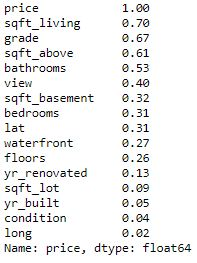 price 1.00
sqft_living 0.70
grade 0.67
sqft_above 0.61
bathrooms 0.53
view 0.40
sqft_basement 0.32
bedrooms 0.31
lat 0.31
waterfront 0.27
floors 0.26
yr_renovated 0.13
sqft_lot 0.09
yr_built 0.05
condition 0.04
long 0.02
Name: price, dtype: float64